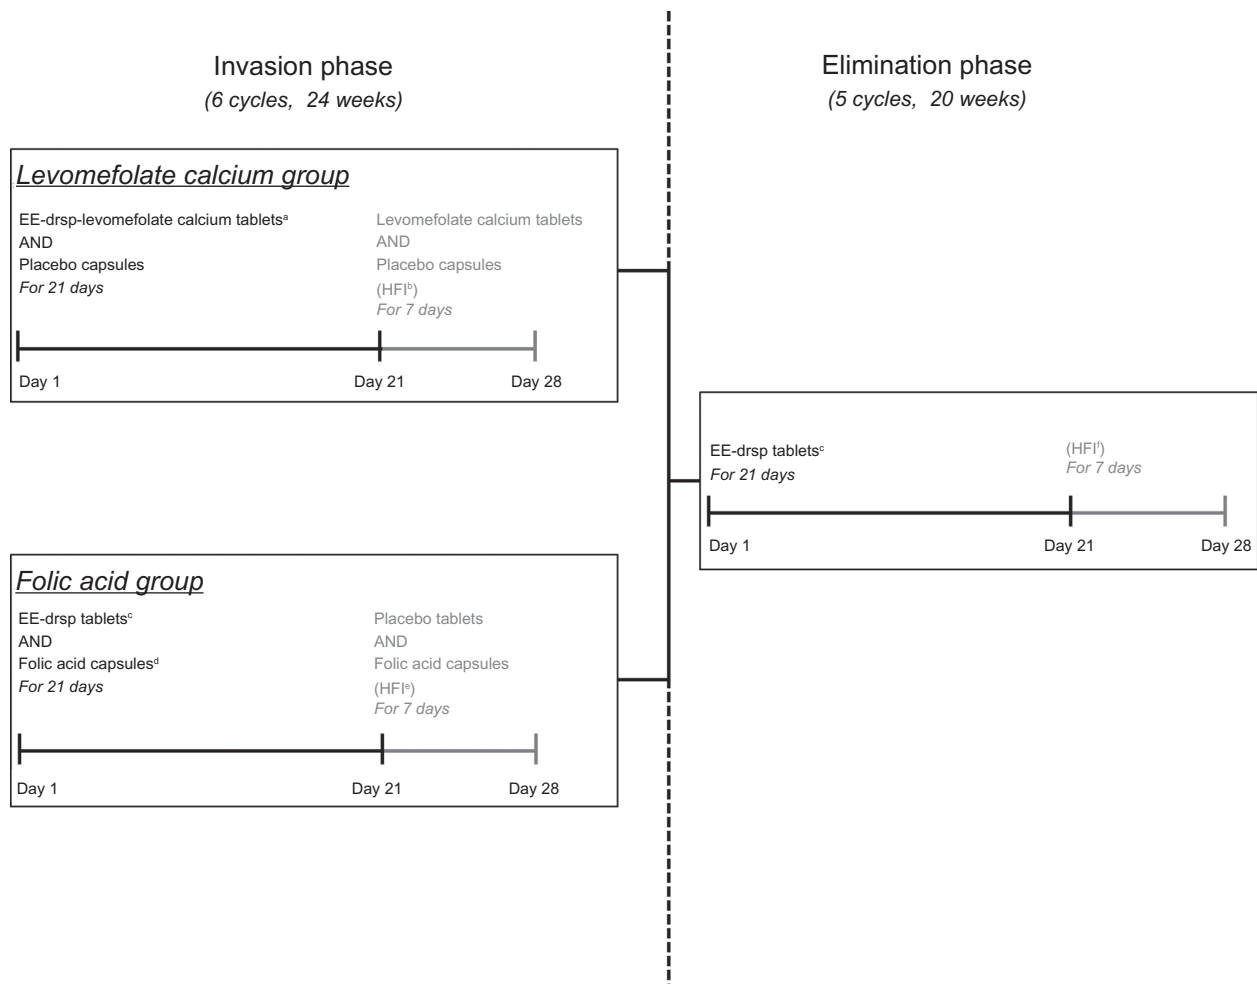 Invasion phase
(6 cycles, 24 weeks)
Elimination phase
(5 cycles, 20 weeks)
Levomefolate calcium group
EE-drsp-levomefolate calcium tabletsᵃ
AND
Placebo capsules
For 21 days
Levomefolate calcium tablets
AND
Placebo capsules
(HFIᵇ)
For 7 days
Day 1
Day 21
Day 28
EE-drsp tabletsᶜ
For 21 days
(HFIᶠ)
For 7 days
Day 1
Day 21
Day 28
Folic acid group
EE-drsp tabletsᶜ
AND
Folic acid capsulesᵈ
For 21 days
Placebo tablets
AND
Folic acid capsules
(HFIᵉ)
For 7 days
Day 1
Day 21
Day 28